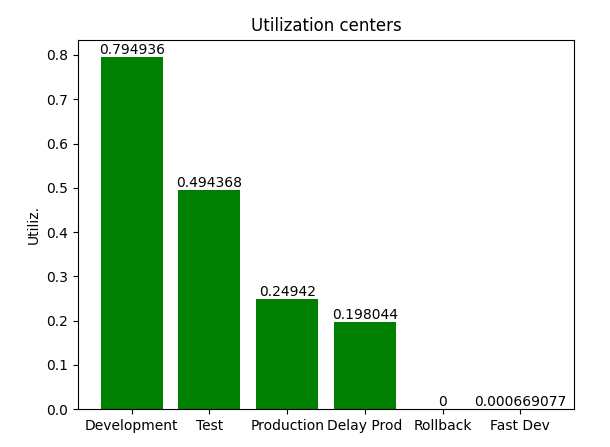 Utilization centers
0.8
0.7
0.6
0.5
0.4
0.3
0.2
0.1
0.0
Utiliz.
0.794936
0.494368
0.24942
0.198044
0
0.000669077
Development
Test
Production
Delay Prod
Rollback
Fast Dev